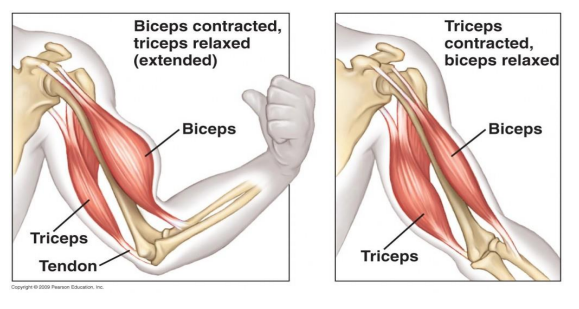 Biceps contracted,
triceps relaxed
(extended)
Biceps
Triceps
Tendon
Triceps
contracted,
biceps relaxed
Biceps
Triceps
Copyright © 2009 Pearson Education, Inc.